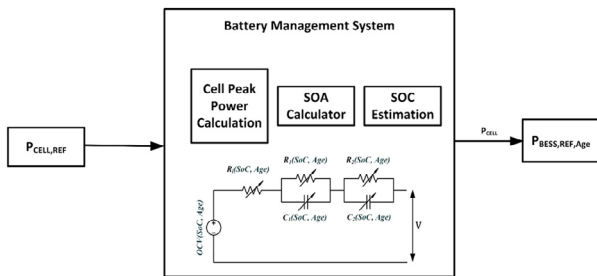 Battery Management System
Cell Peak
Power
Calculation
SOA
Calculator
SOC
Estimation
P_CELL,REF
P_CELL
P_BESS,REF,Age
R_i(SoC, Age)
R_1(SoC, Age)
R_2(SoC, Age)
C_1(SoC, Age)
C_2(SoC, Age)
OCV(SoC, Age)
V